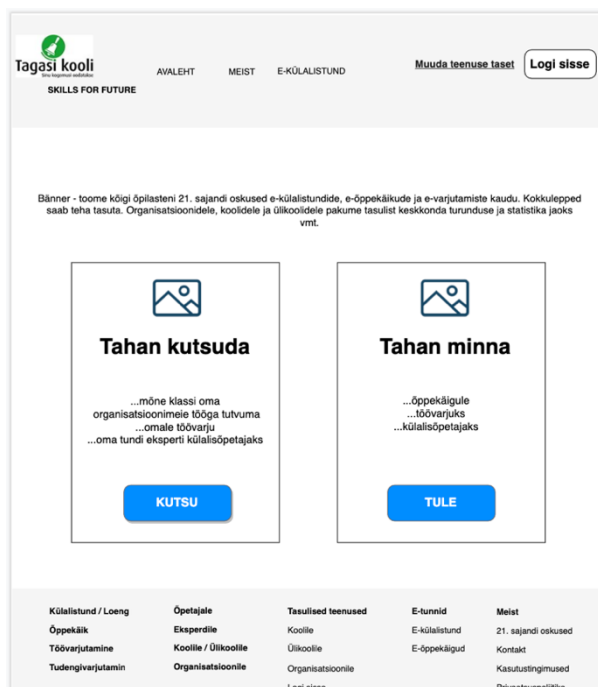 Tagasi kooli
SKILLS FOR FUTURE
AVALEHT MEIST E-KÜLALISTUND
Muuda teenuse taset Logi sisse
Bänner - toome kõigi õpilasteni 21. sajandi oskused e-külalistundide, e-õppekäikude ja e-varjutamiste kaudu. Kokkulepped
saab teha tasuta. Organisatsioonidele, koolidele ja ülikoolidele pakume tasulist keskkonda turunduse ja statistika jaoks
vmt.
Tahan kutsuda
...mõne klassi oma
organisatsioonimeie tööga tutvuma
...omale töövarju
...oma tundi eksperti külalisõpetajaks
KUTSU
Tahan minna
...õppekäigule
...töövarjuks
...külalisõpetajaks
TULE
Külalistund / Loeng Õpetajale Tasulised teenused E-tunnid Meist
Õppekäik Eksperdile Koolile E-külalistund 21. sajandi oskused
Töövarjutamine Koolile / Ülikoolile Ülikoolile E-õppekäigud Kontakt
Tudengivarjutamin Organisatsioonile Organisatsioonile Kasutustingimused
Logi sisse Privaatsuspoliitika